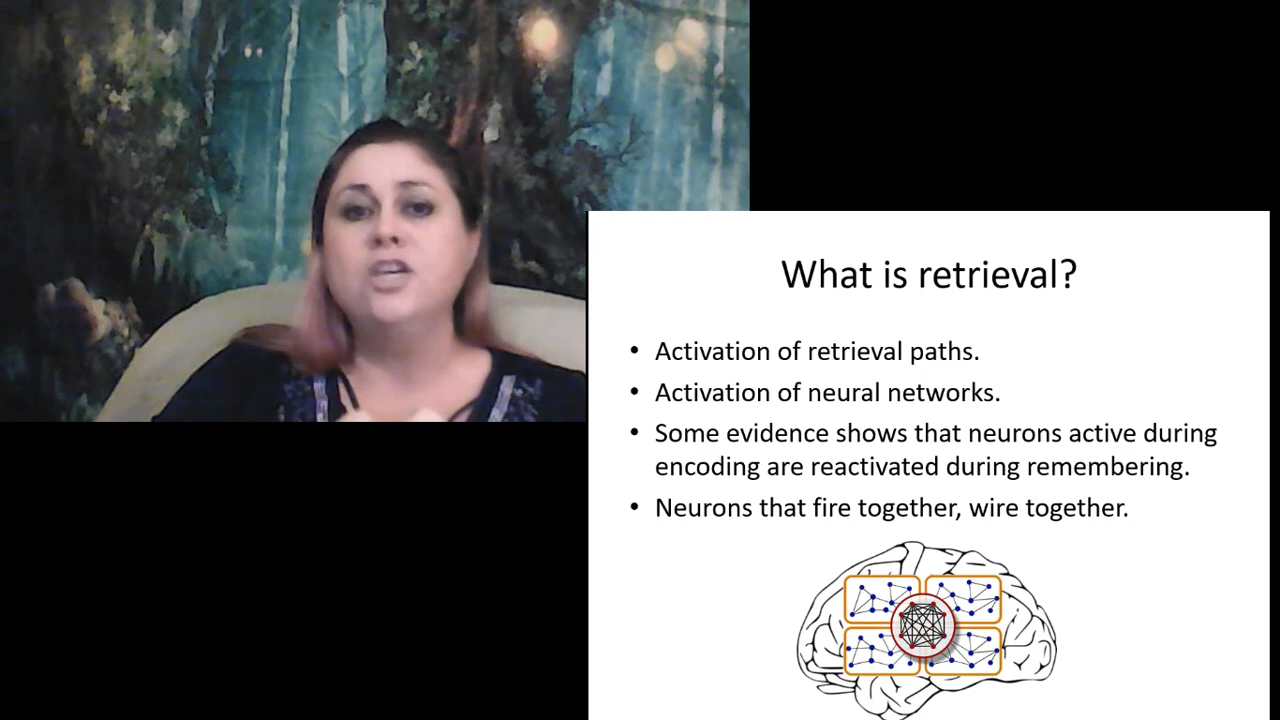 What is retrieval?
• Activation of retrieval paths.
• Activation of neural networks.
• Some evidence shows that neurons active during
encoding are reactivated during remembering.
• Neurons that fire together, wire together.